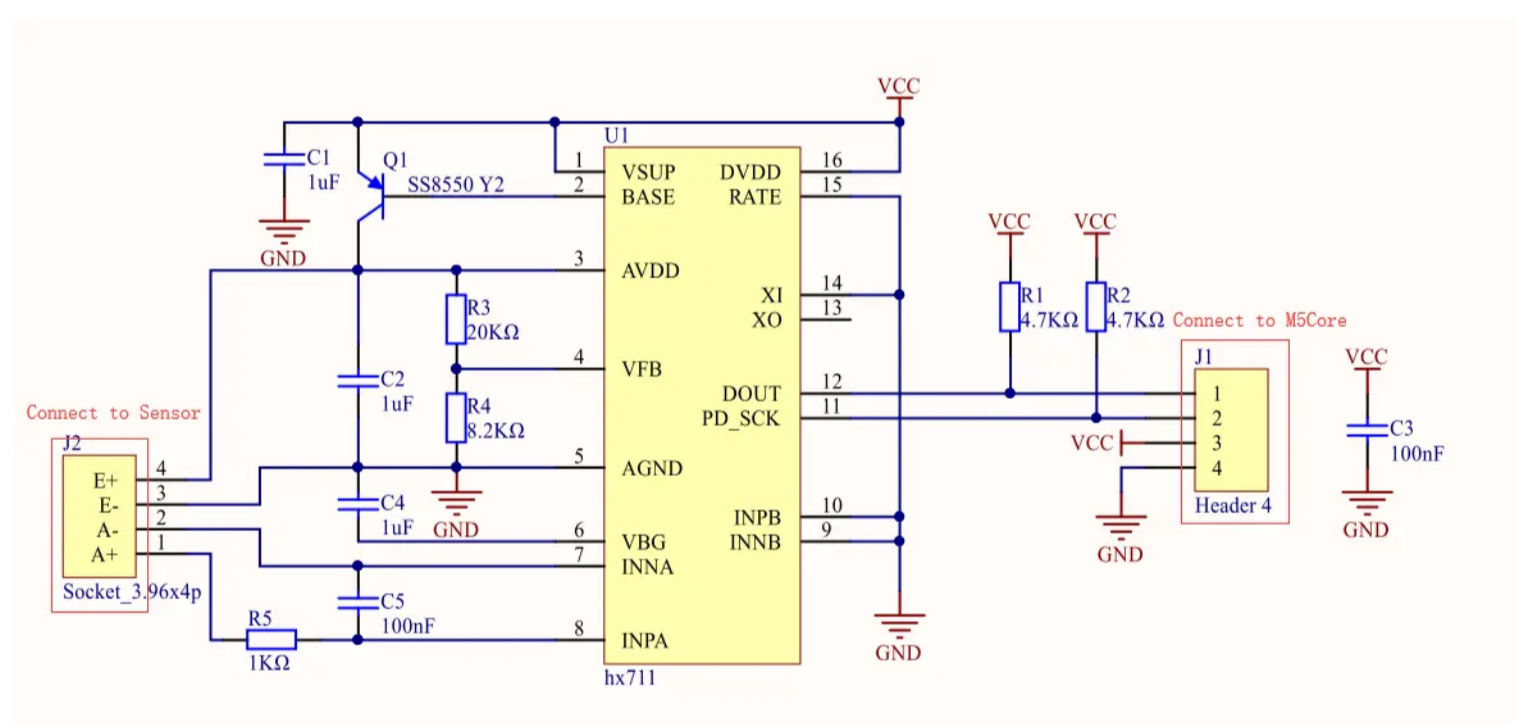 VCC
U1
C1
1uF
GND
Q1
SS8550 Y2
1
VSUP
2
BASE
3
AVDD
4
VFB
5
AGND
6
VBG
7
INNA
8
INPA
16
DVDD
15
RATE
14
XI
13
XO
12
DOUT
11
PD_SCK
10
INPB
9
INNB
hx711
GND
R3
20KΩ
R4
8.2KΩ
C2
1uF
C4
1uF
GND
C5
100nF
R5
1KΩ
Connect to Sensor
J2
E+ 4
E- 3
A- 2
A+ 1
Socket_3.96x4p
VCC
R1
4.7KΩ
VCC
R2
4.7KΩ
Connect to M5Core
J1
1
2
VCC
3
4
Header 4
GND
VCC
C3
100nF
GND